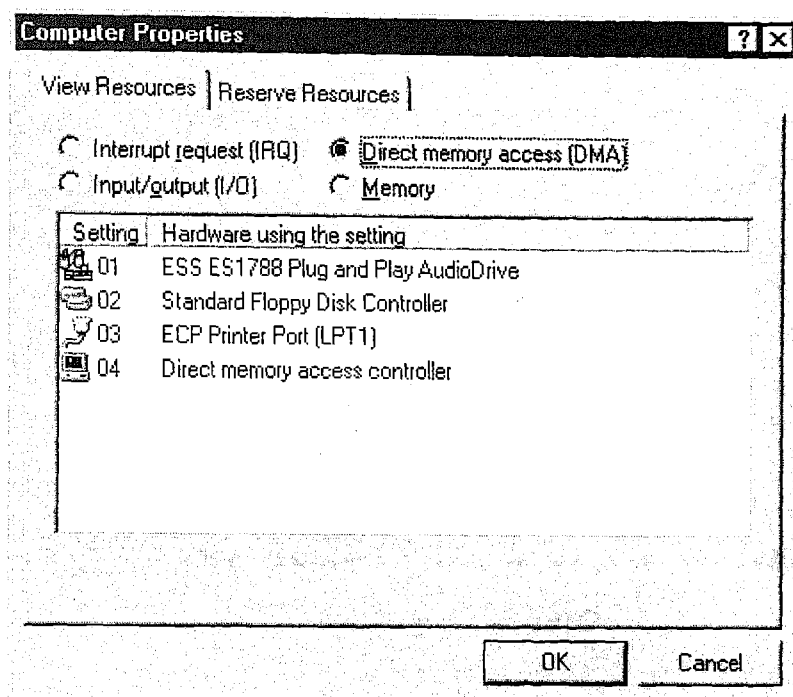 Computer Properties
View Resources Reserve Resources
Interrupt request (IRQ) Direct memory access (DMA)
Input/output (I/O) Memory
Setting Hardware using the setting
01 ESS ES1788 Plug and Play AudioDrive
02 Standard Floppy Disk Controller
03 ECP Printer Port (LPT1)
04 Direct memory access controller
OK Cancel